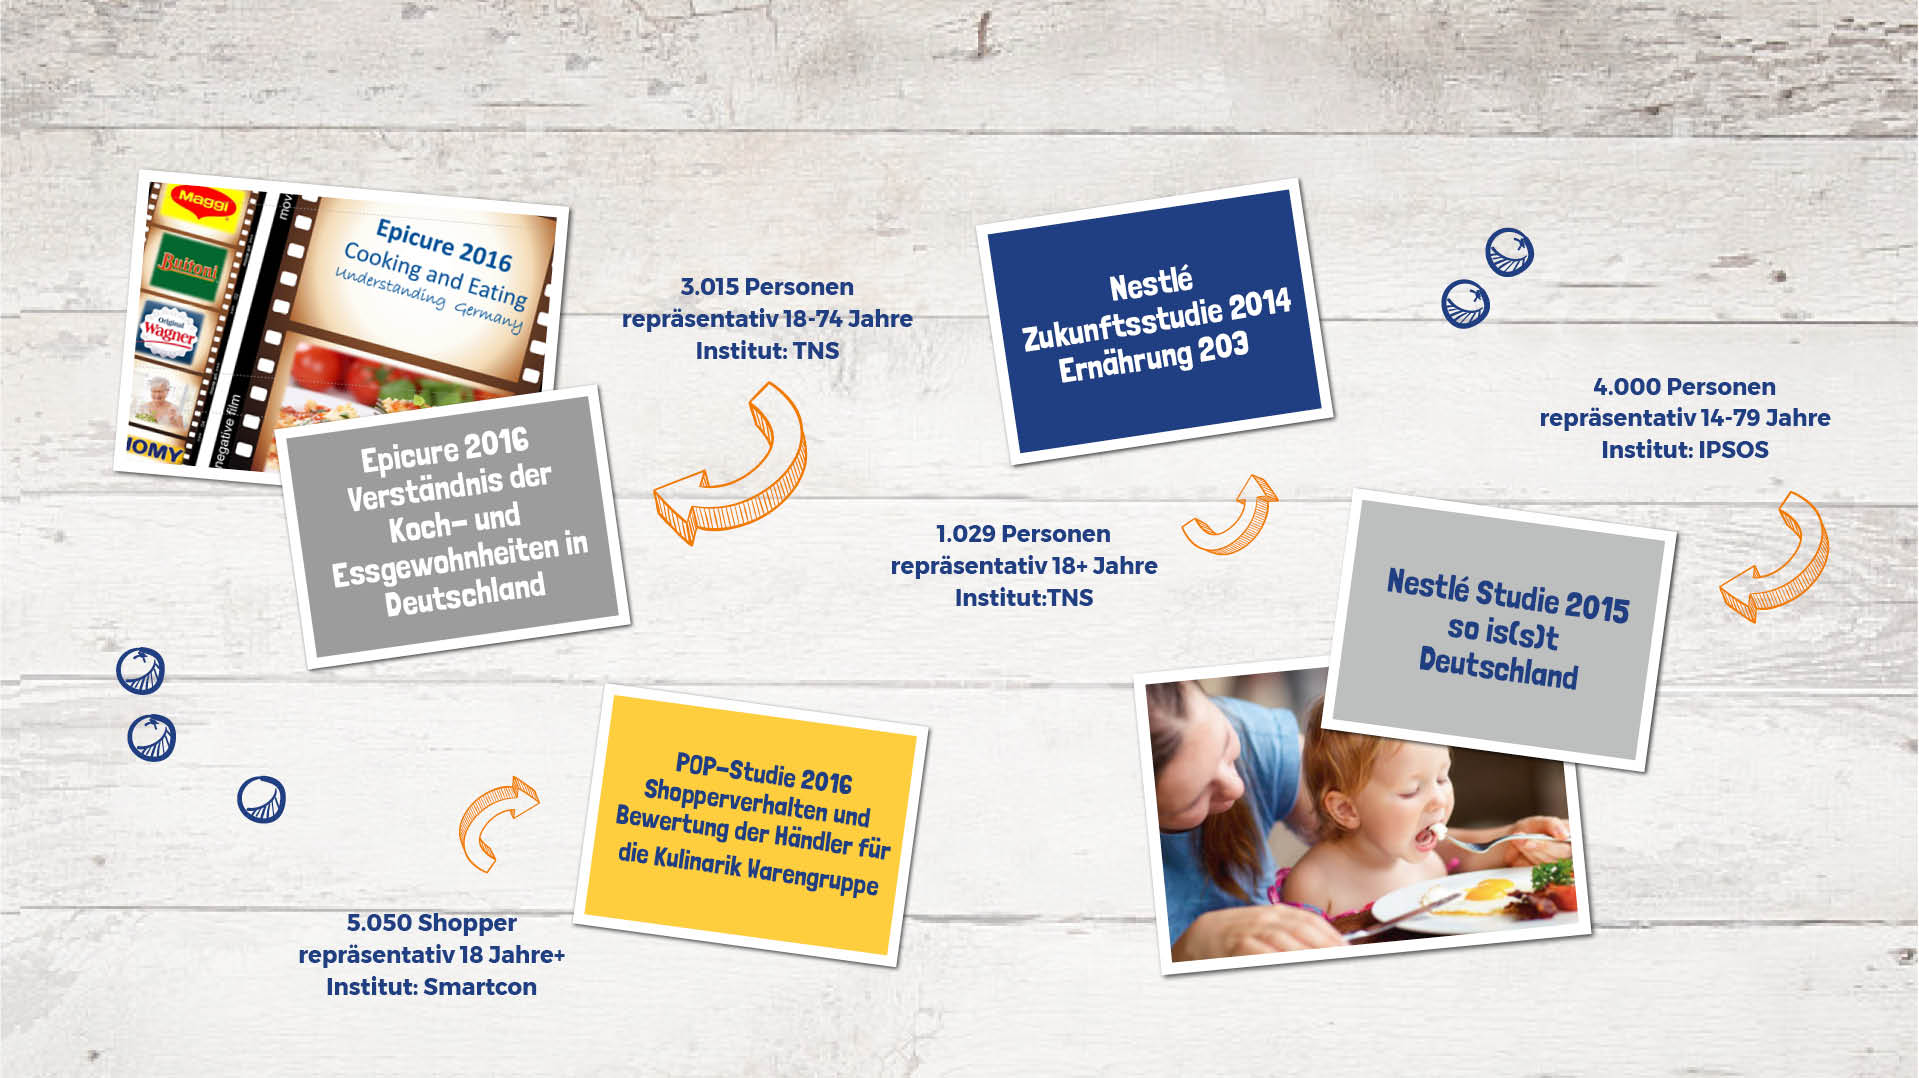 Maggi
Buitoni
Original
Wagner
NOMY
mov
negative film
Epicure 2016
Cooking and Eating
Understanding Germany
Epicure 2016
Verständnis der
Koch- und
Essgewohnheiten in
Deutschland
3.015 Personen
repräsentativ 18-74 Jahre
Institut: TNS
Nestlé
Zukunftsstudie 2014
Ernährung 203
1.029 Personen
repräsentativ 18+ Jahre
Institut:TNS
4.000 Personen
repräsentativ 14-79 Jahre
Institut: IPSOS
Nestlé Studie 2015
so is(s)t
Deutschland
POP-Studie 2016
Shopperverhalten und
Bewertung der Händler für
die Kulinarik Warengruppe
5.050 Shopper
repräsentativ 18 Jahre+
Institut: Smartcon